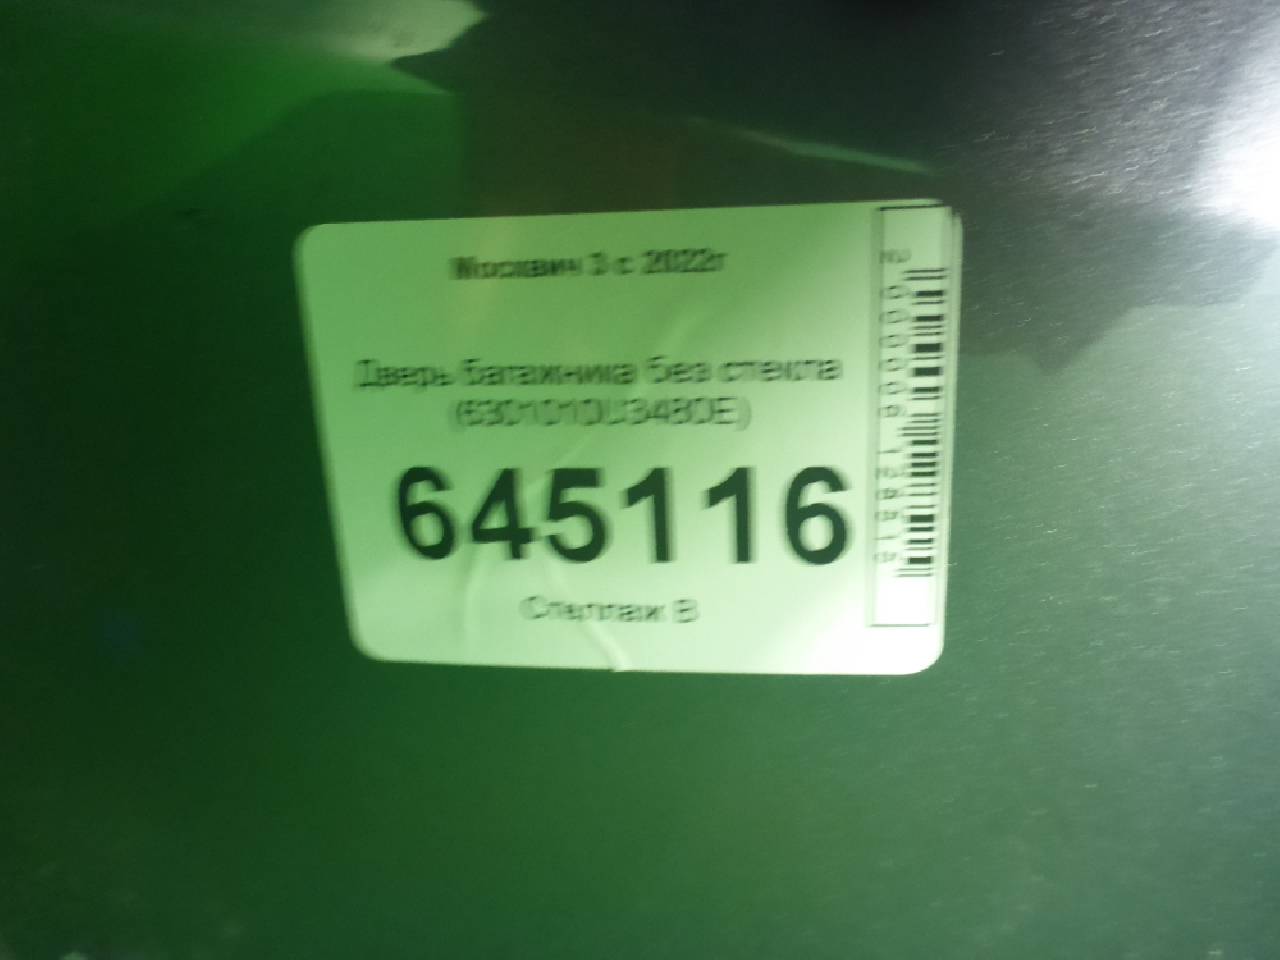 Москвич 3 с 2022г
Дверь багажника без стекла
(6301010U3480E)
645116
Стеллаж В